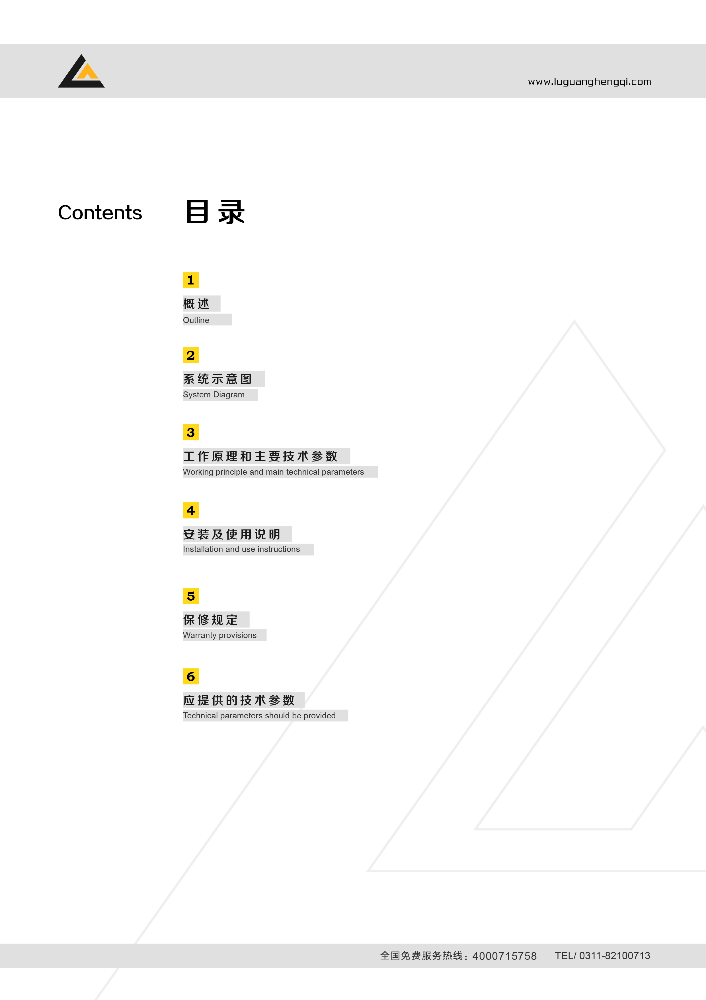 www.luguanghengqi.com
Contents 目录
1
概述
Outline
2
系统示意图
System Diagram
3
工作原理和主要技术参数
Working principle and main technical parameters
4
安装及使用说明
Installation and use instructions
5
保修规定
Warranty provisions
6
应提供的技术参数
Technical parameters should be provided
全国免费服务热线：4000715758 TEL/ 0311-82100713